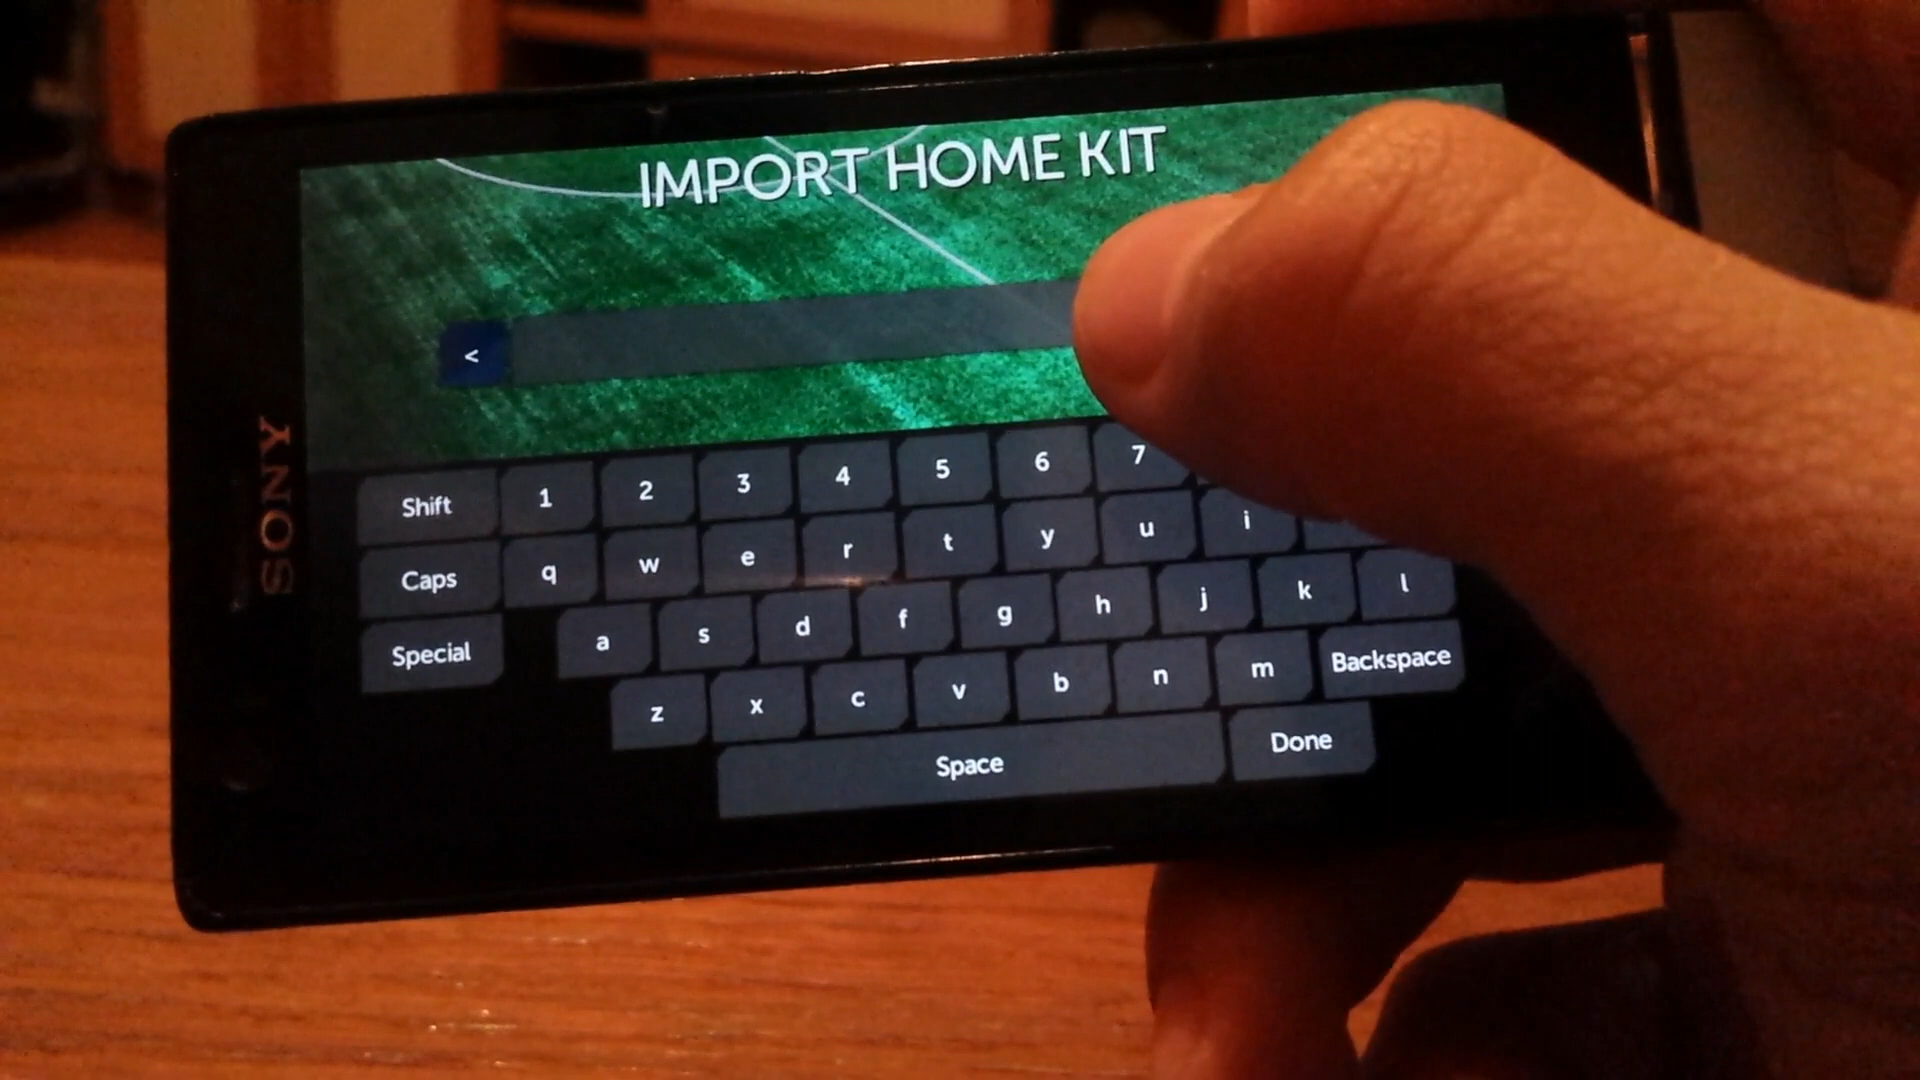 IMPORT HOME KIT
<
Shift 1 2 3 4 5 6 7
Caps q w e r t y u i
Special a s d f g h j k l
z x c v b n m Backspace
Space Done
SONY